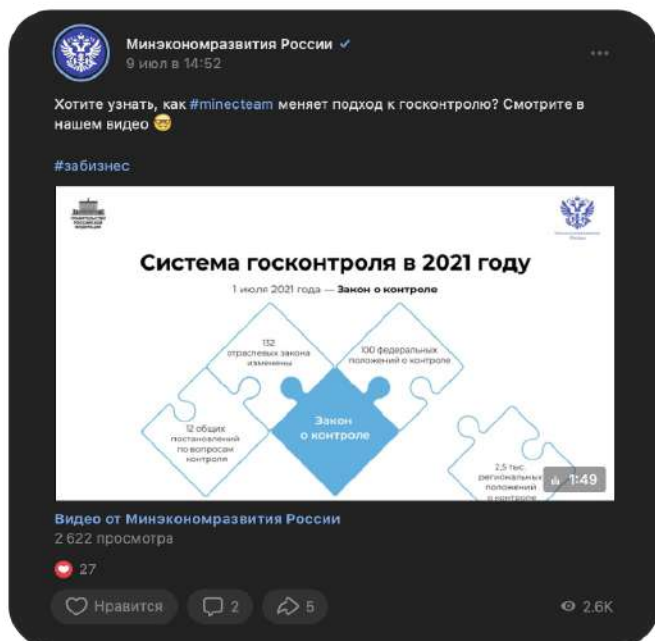 Минэкономразвития России
9 июл в 14:52
Хотите узнать, как #minecteam меняет подход к госконтролю? Смотрите в
нашем видео
#забизнес
Система госконтроля в 2021 году
1 июля 2021 года — Закон о контроле
132
отраслевых закона
изменены
100 федеральных
положений о контроле
12 общих
постановлений
по вопросам
контроля
Закон
о контроле
2,5 тыс.
региональных
положений
о контроле
1:49
Видео от Минэкономразвития России
2 622 просмотра
27
Нравится
2
5
2.6K